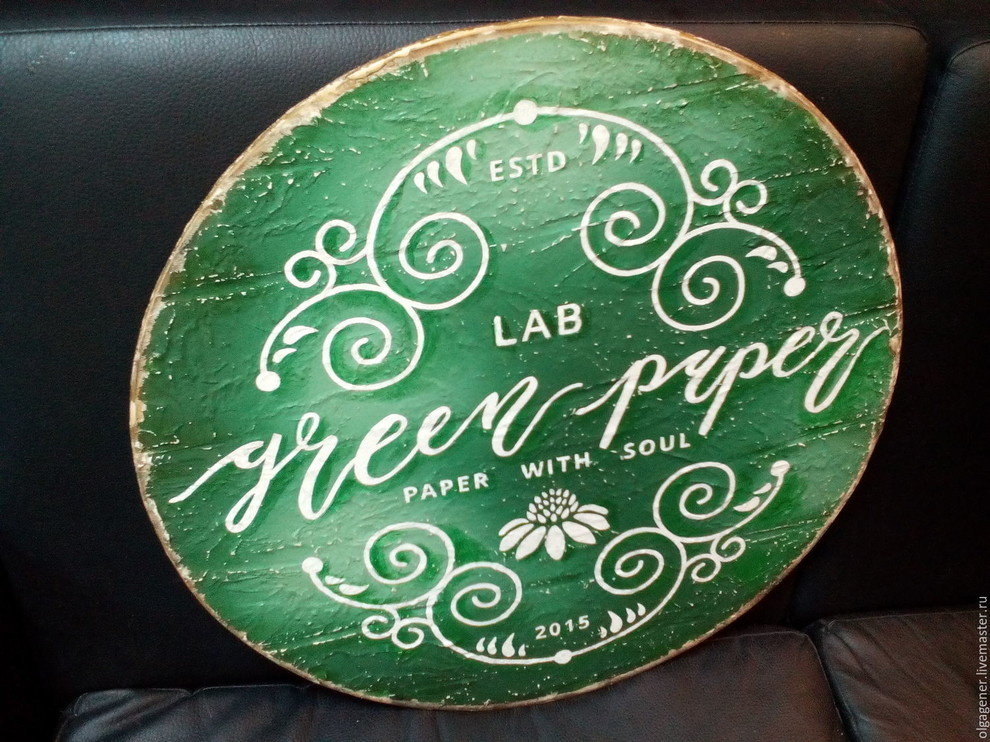 ESTD
LAB
green paper
PAPER WITH SOUL
2015
olgagener.livemaster.ru